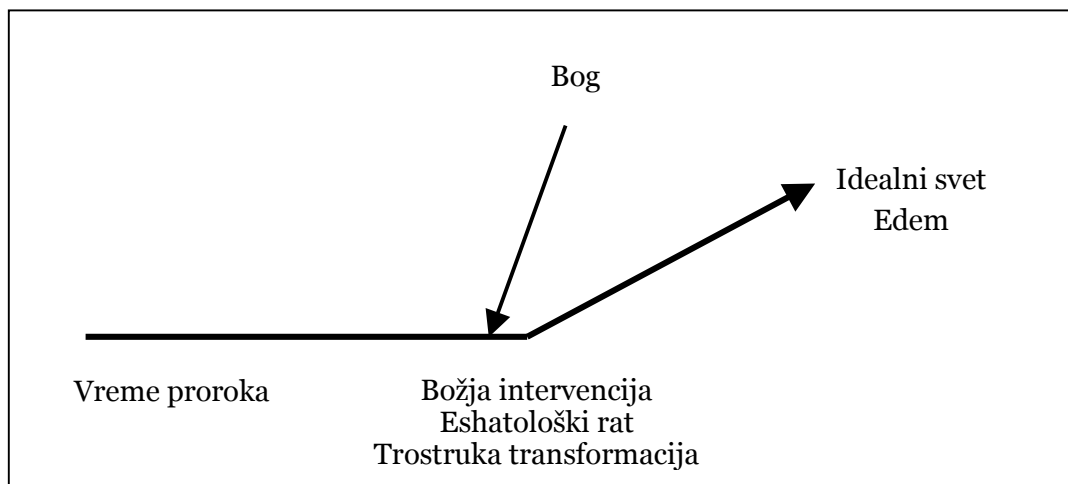 Bog
Idealni svet
Edem
Vreme proroka
Božja intervencija
Eshatološki rat
Trostruka transformacija